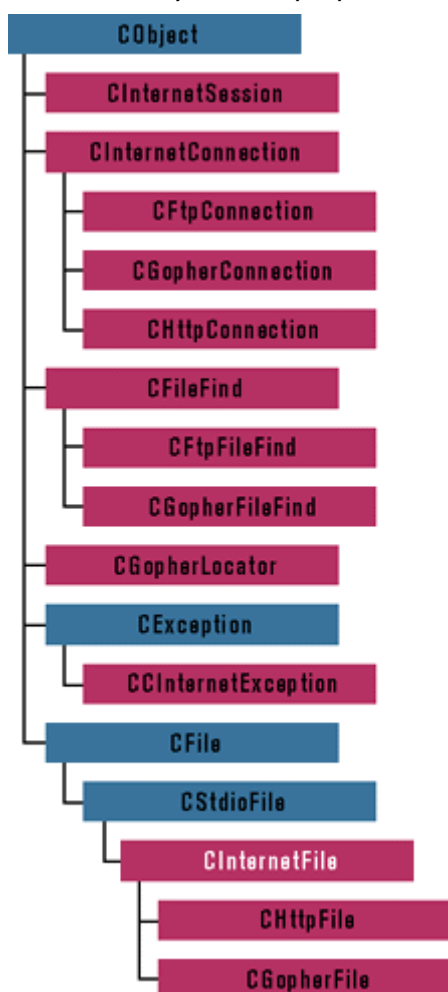 CObject
CInternetSession
CInternetConnection
CFtpConnection
CGopherConnection
CHttpConnection
CFileFind
CFtpFileFind
CGopherFileFind
CGopherLocator
CException
CCInternetException
CFile
CStdioFile
CInternetFile
CHttpFile
CGopherFile